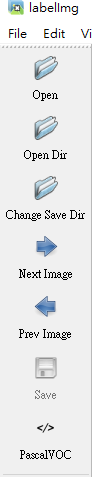 labelImg
File Edit Vi
Open
Open Dir
Change Save Dir
Next Image
Prev Image
Save
</>
PascalVOC